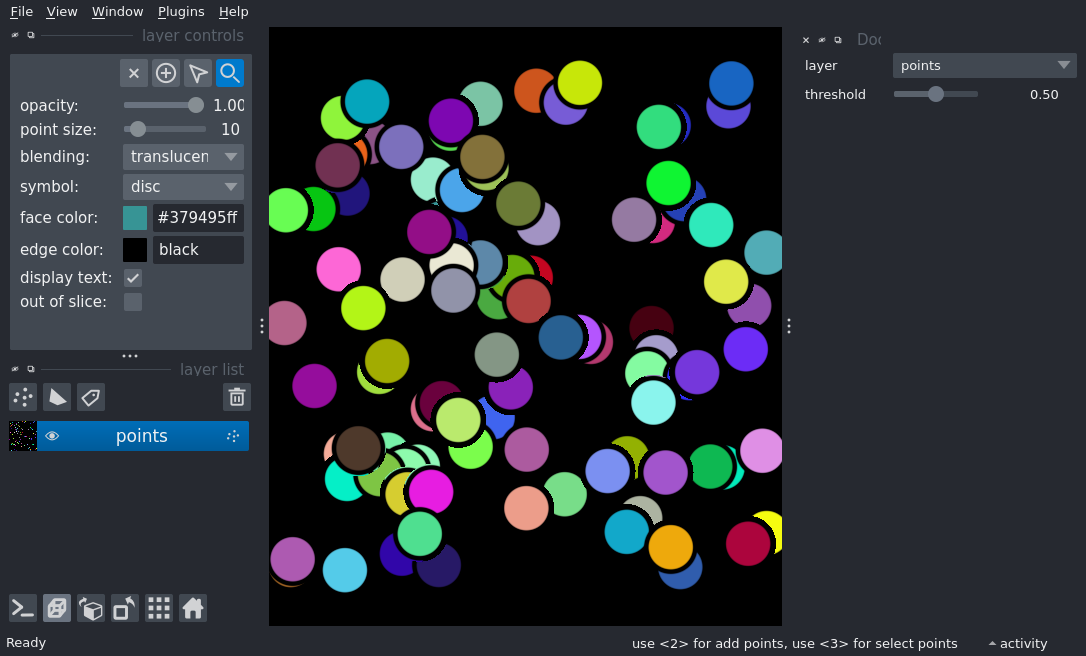 File View Window Plugins Help
layer controls
opacity: 1.00
point size: 10
blending: translucen
symbol: disc
face color: #379495ff
edge color: black
display text:
out of slice:
layer list
points
Ready
Doc
layer points
threshold 0.50
use <2> for add points, use <3> for select points activity